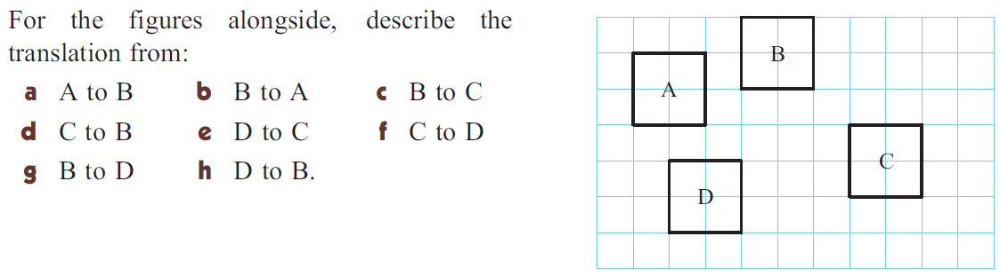 For the figures alongside, describe the
translation from:
a A to B b B to A c B to C
d C to B e D to C f C to D
g B to D h D to B.
B
A
C
D